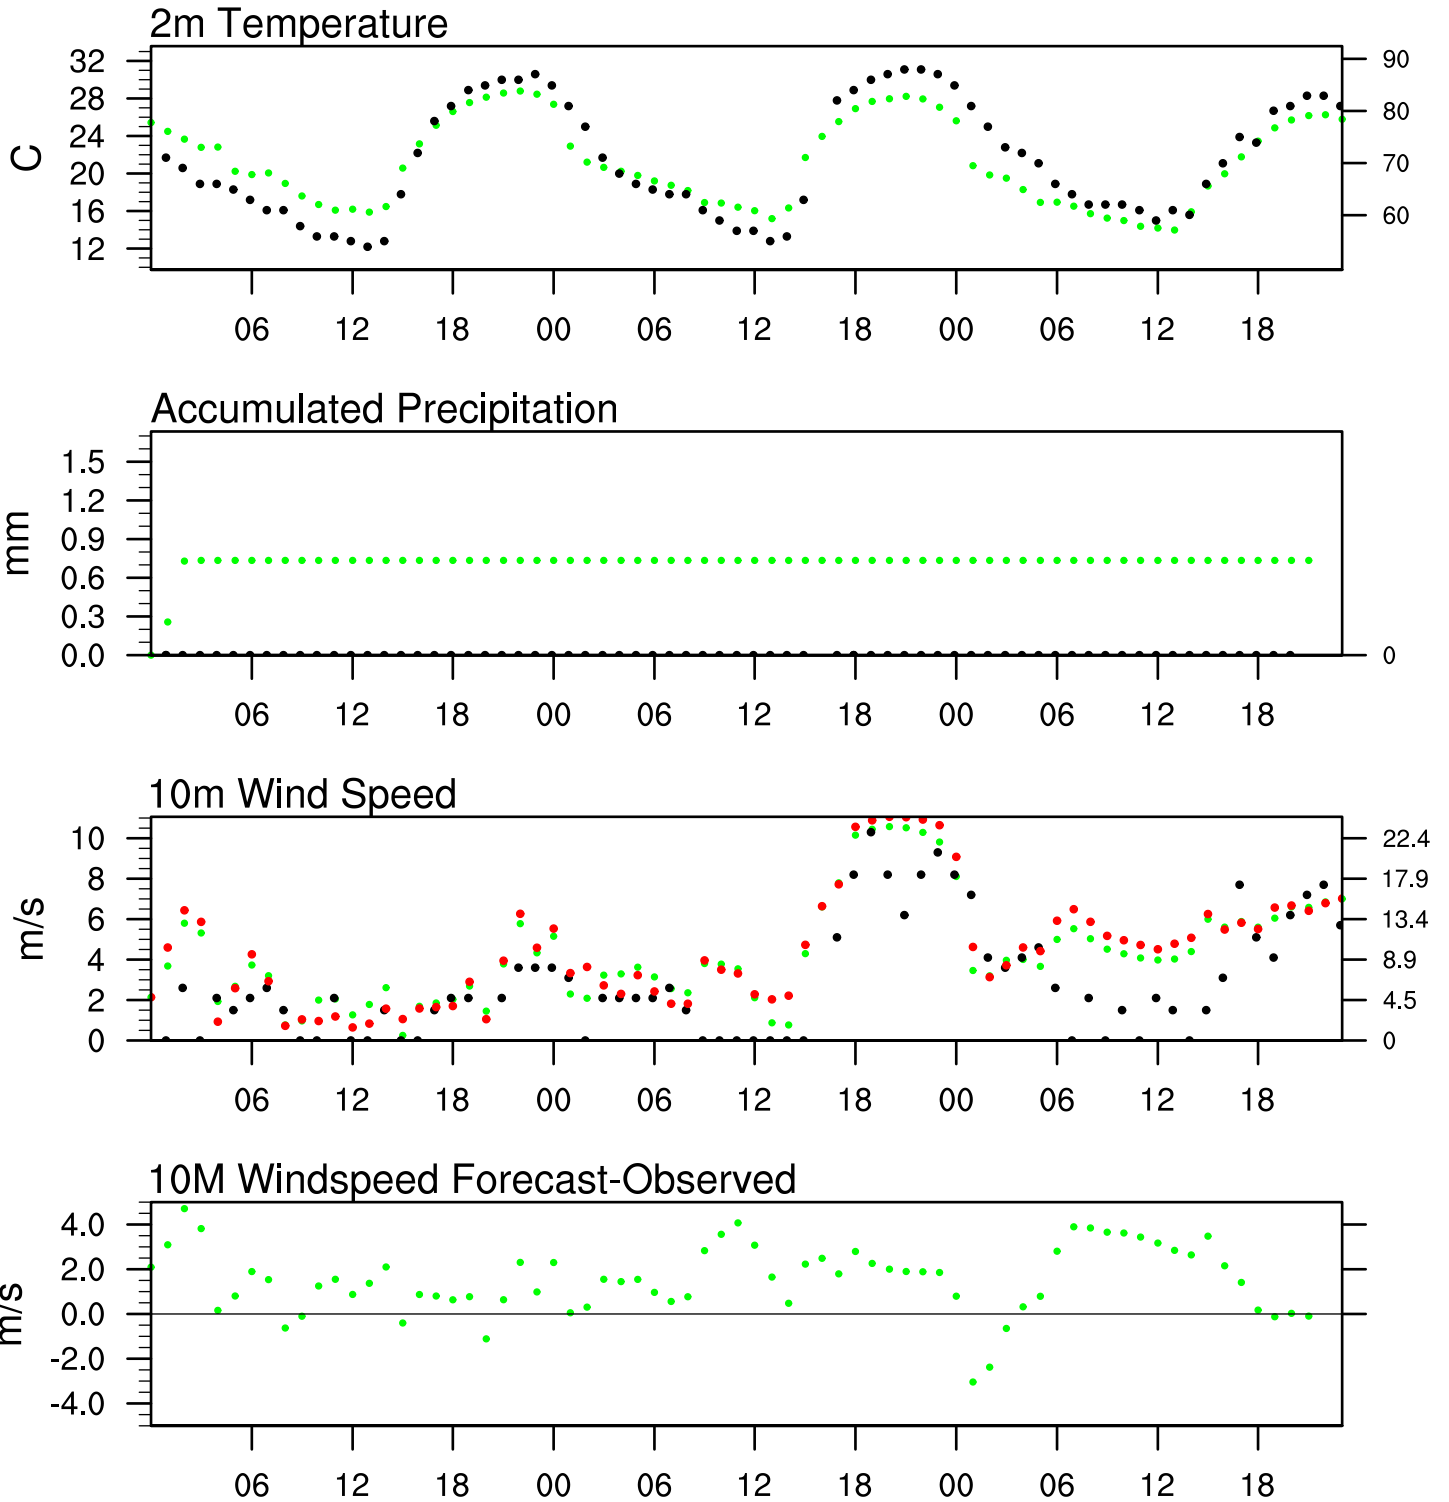 2m Temperature
32
28
24
20
16
12
C
90
80
70
60
06 12 18 00 06 12 18 00 06 12 18
Accumulated Precipitation
1.5
1.2
0.9
0.6
0.3
0.0
mm
0
06 12 18 00 06 12 18 00 06 12 18
10m Wind Speed
10
8
6
4
2
0
m/s
22.4
17.9
13.4
8.9
4.5
0
06 12 18 00 06 12 18 00 06 12 18
10M Windspeed Forecast-Observed
4.0
2.0
0.0
-2.0
-4.0
m/s
06 12 18 00 06 12 18 00 06 12 18